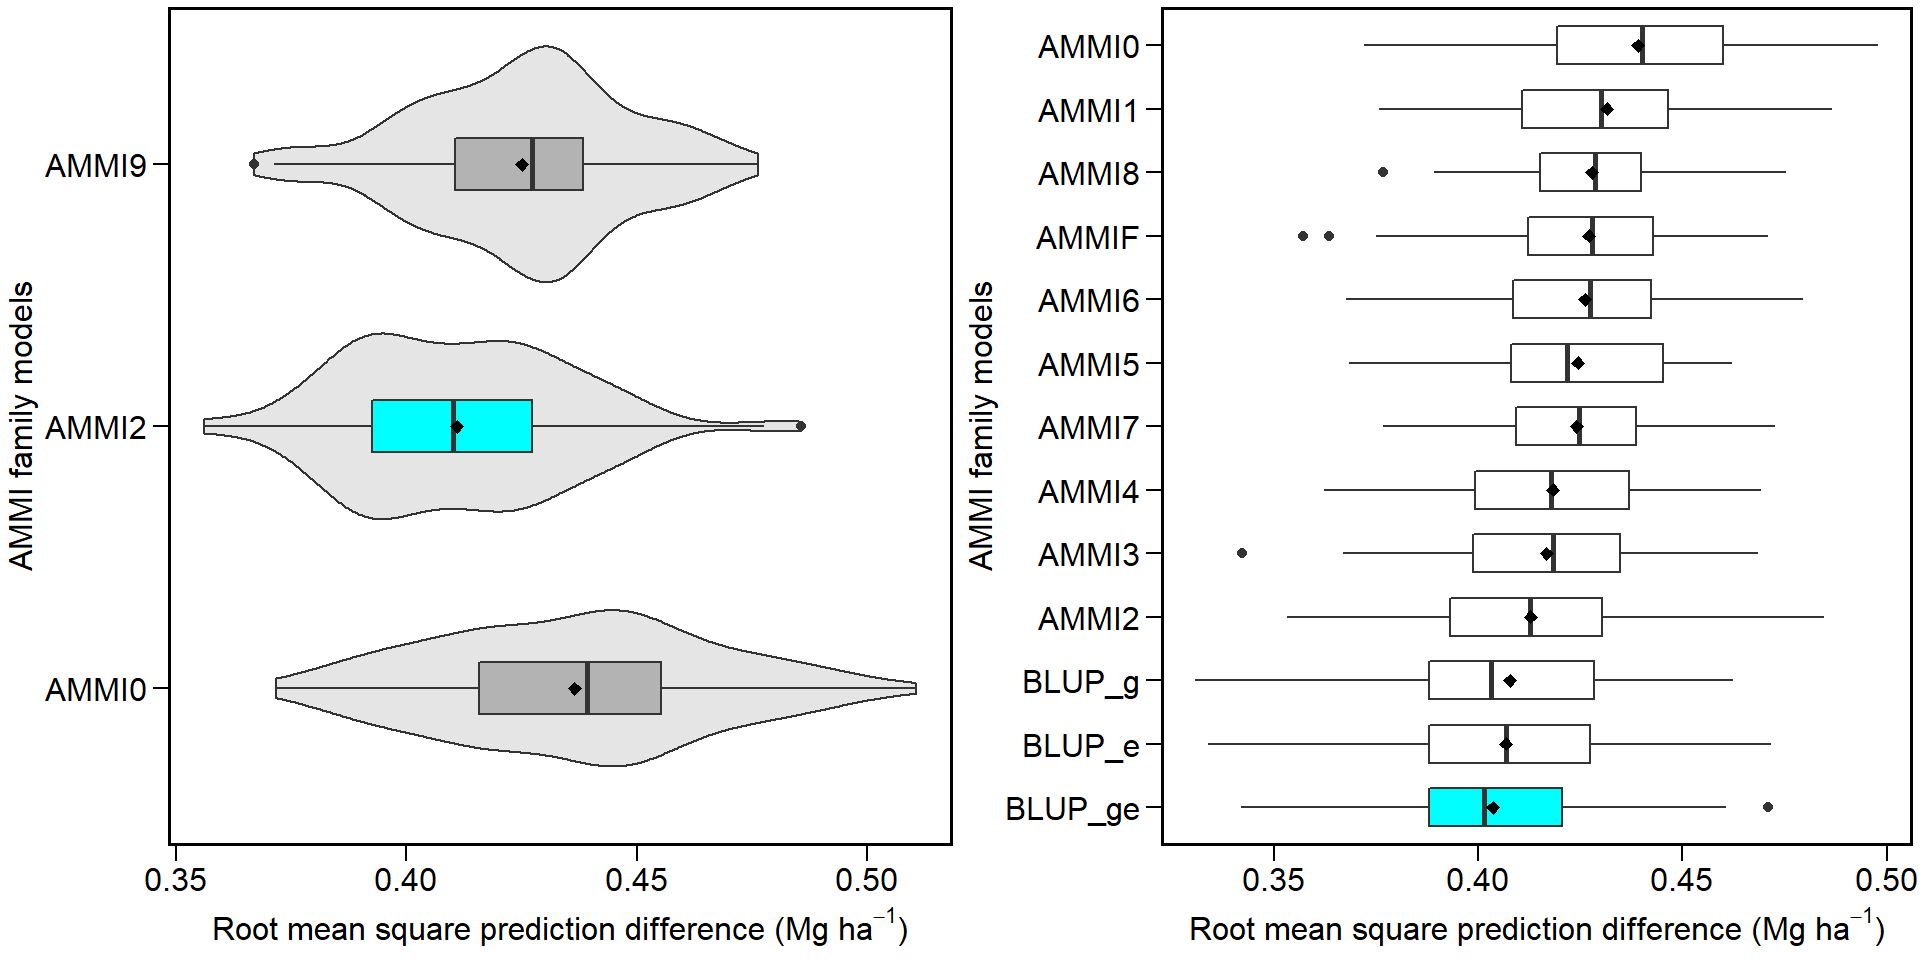 AMMI family models
AMMI9
AMMI2
AMMI0
0.35 0.40 0.45 0.50
Root mean square prediction difference (Mg ha⁻¹)
AMMI family models
AMMI0
AMMI1
AMMI8
AMMIF
AMMI6
AMMI5
AMMI7
AMMI4
AMMI3
AMMI2
BLUP_g
BLUP_e
BLUP_ge
0.35 0.40 0.45 0.50
Root mean square prediction difference (Mg ha⁻¹)